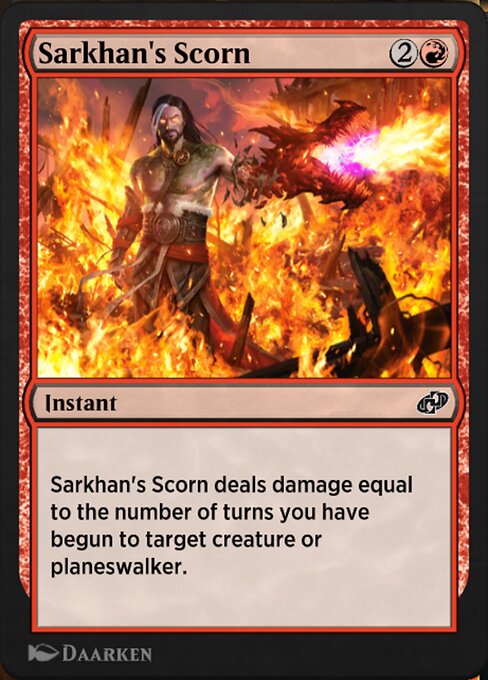 Sarkhan's Scorn 2
Instant
Sarkhan's Scorn deals damage equal
to the number of turns you have
begun to target creature or
planeswalker.
DAARKEN